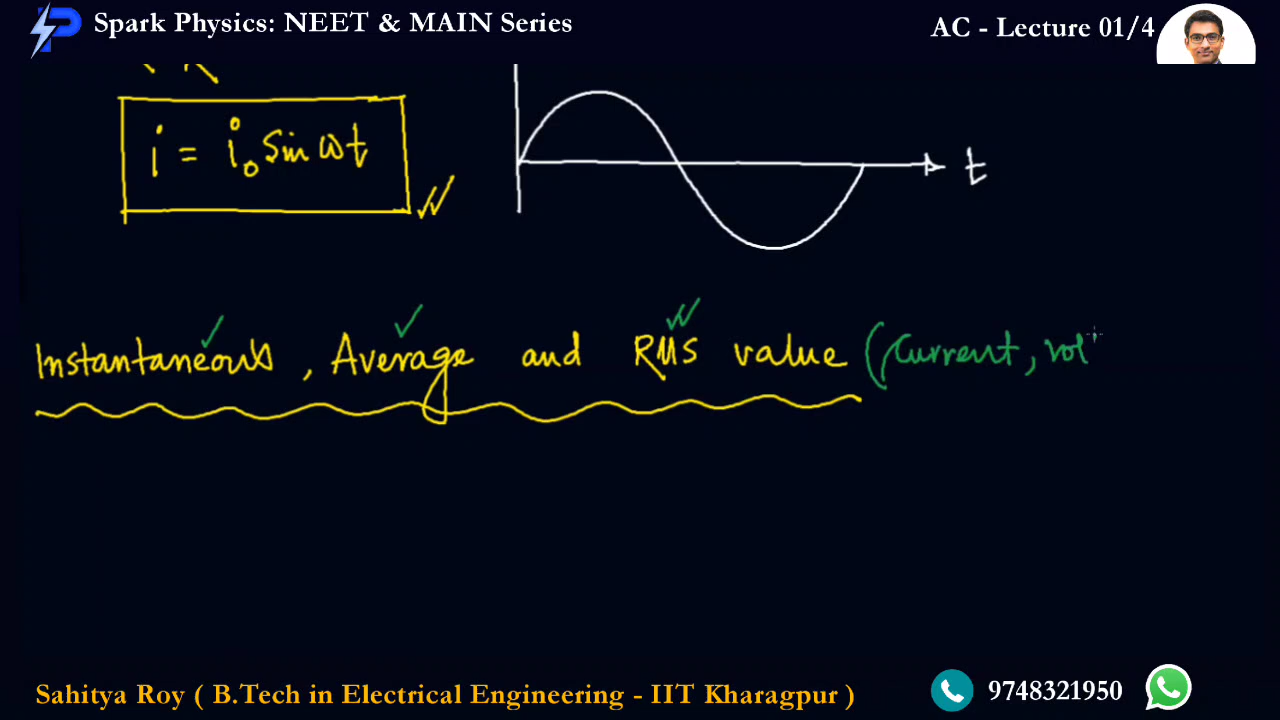 Spark Physics: NEET & MAIN Series
AC - Lecture 01/4
i = i₀ sin ωt
t
Instantaneous, Average and RMS value (Current, vol
Sahitya Roy ( B.Tech in Electrical Engineering - IIT Kharagpur )
9748321950